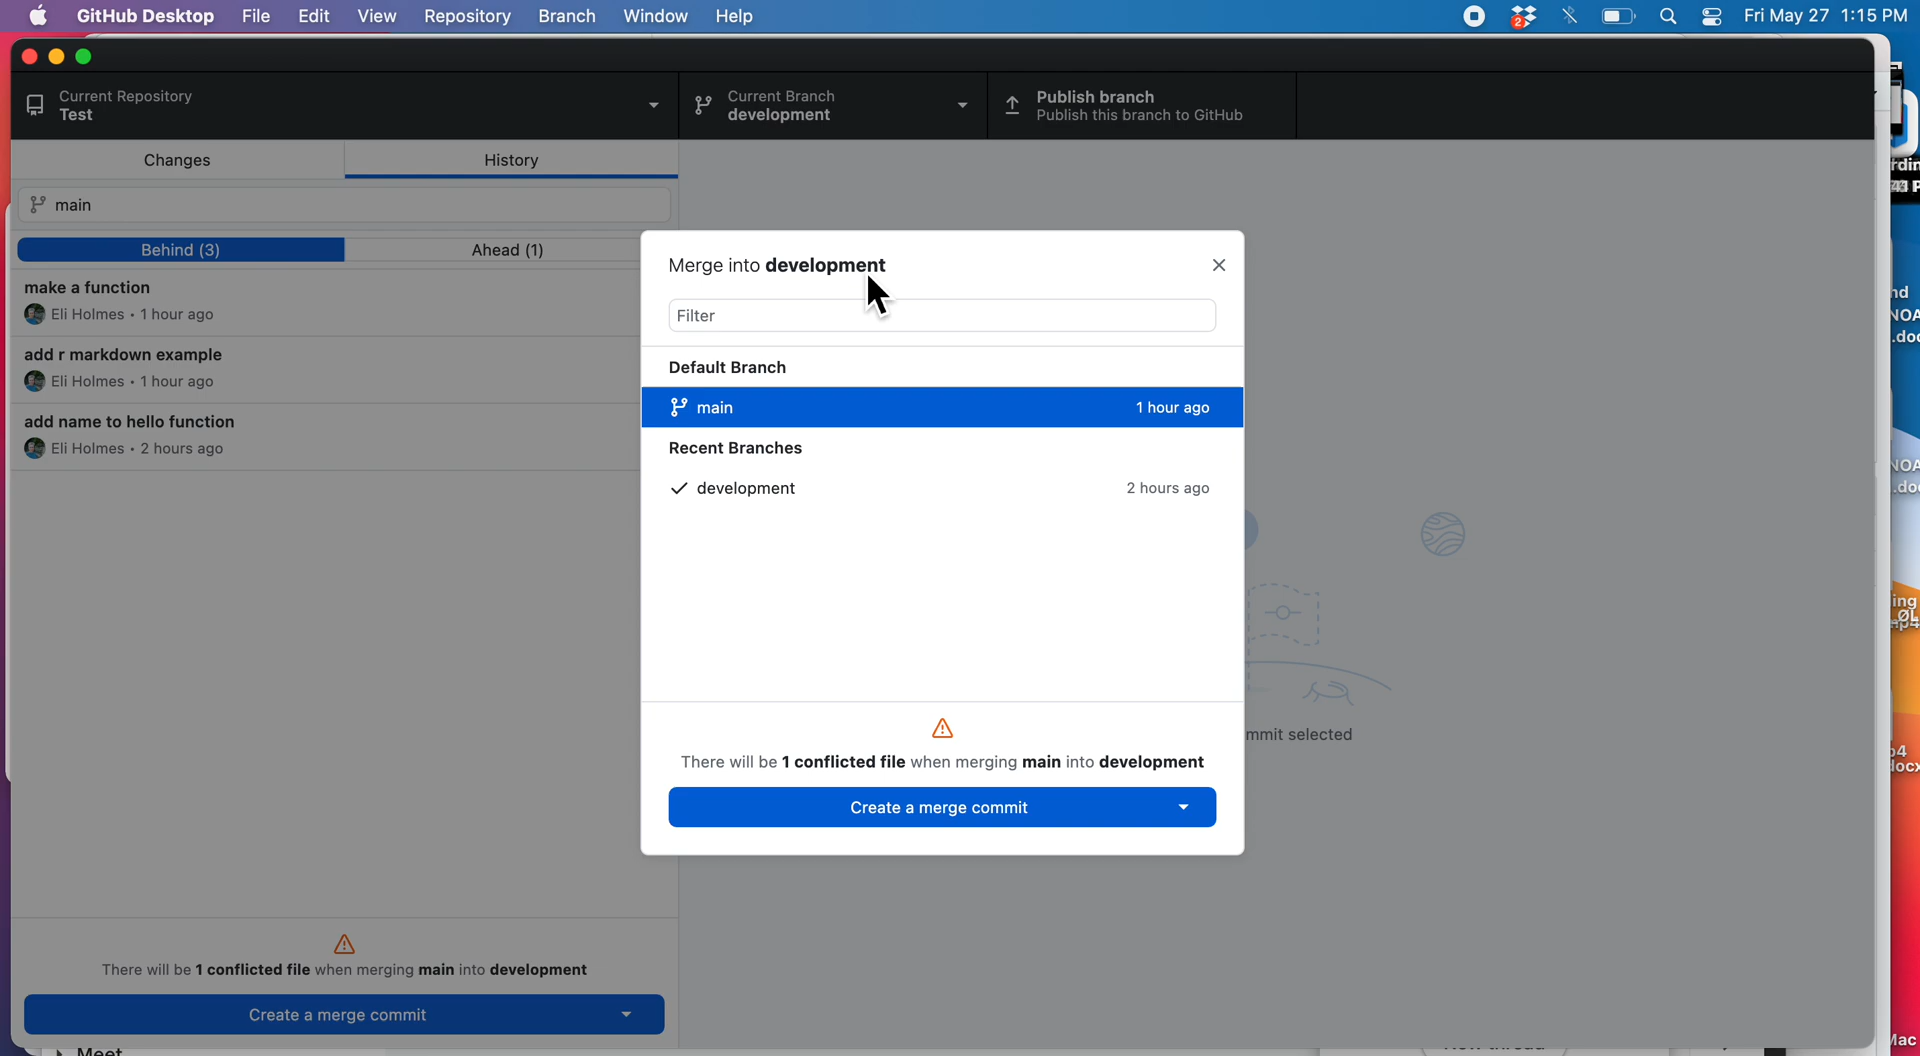 GitHub Desktop File Edit View Repository Branch Window Help 2 Fri May 27 1:15 PM
Current Repository
Test
Current Branch
development
Publish branch
Publish this branch to GitHub
Changes History
main
Behind (3) Ahead (1)
make a function
Eli Holmes • 1 hour ago
add r markdown example
Eli Holmes • 1 hour ago
add name to hello function
Eli Holmes • 2 hours ago
There will be 1 conflicted file when merging main into development
Create a merge commit
Merge into development
Filter
Default Branch
main 1 hour ago
Recent Branches
development 2 hours ago
There will be 1 conflicted file when merging main into development
Create a merge commit
mmit selected
Meet